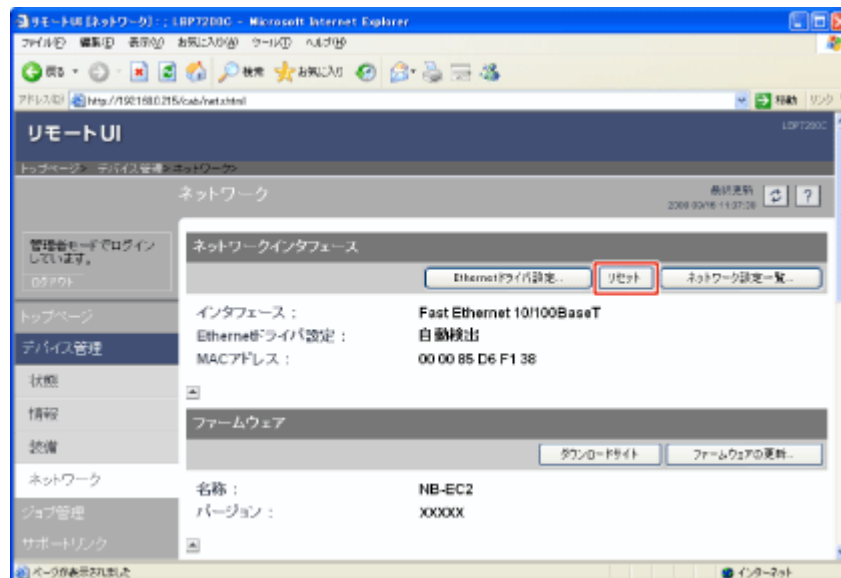 リモートUI [ネットワーク] : ; LBP7200C - Microsoft Internet Explorer
ファイル(F) 編集(E) 表示(V) お気に入り(A) ツール(T) ヘルプ(H)
戻る 検索 お気に入り
アドレス(D) http://192.168.0.215/cab/net.shtml 移動 リンク
リモートUI LBP7200C
トップページ> デバイス管理> ネットワーク>
ネットワーク 最終更新
?
管理者モードでログインしています。
ログアウト
トップページ
デバイス管理
状態
情報
装備
ネットワーク
ジョブ管理
サポートリンク
ネットワークインタフェース
Ethernetドライバ設定... リセット ネットワーク設定一覧...
インタフェース : Fast Ethernet 10/100BaseT
Ethernetドライバ設定 : 自動検出
MACアドレス : 00 00 85 D6 F1 38
ファームウェア
ダウンロードサイト ファームウェアの更新...
名称 : NB-EC2
バージョン : XXXXX
ページが表示されました インターネット